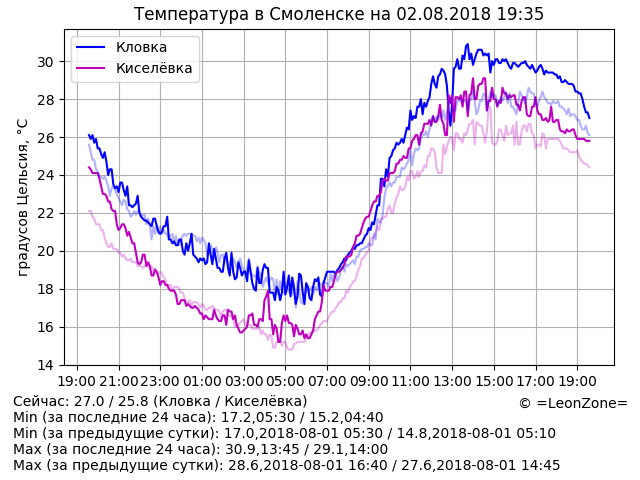 Температура в Смоленске на 02.08.2018 19:35
Кловка
Киселёвка
градусов Цельсия, °C
30
28
26
24
22
20
18
16
14
19:00 21:00 23:00 01:00 03:00 05:00 07:00 09:00 11:00 13:00 15:00 17:00 19:00
Сейчас: 27.0 / 25.8 (Кловка / Киселёвка)
© =LeonZone=
Min (за последние 24 часа): 17.2,05:30 / 15.2,04:40
Min (за предыдущие сутки): 17.0,2018-08-01 05:30 / 14.8,2018-08-01 05:10
Max (за последние 24 часа): 30.9,13:45 / 29.1,14:00
Max (за предыдущие сутки): 28.6,2018-08-01 16:40 / 27.6,2018-08-01 14:45